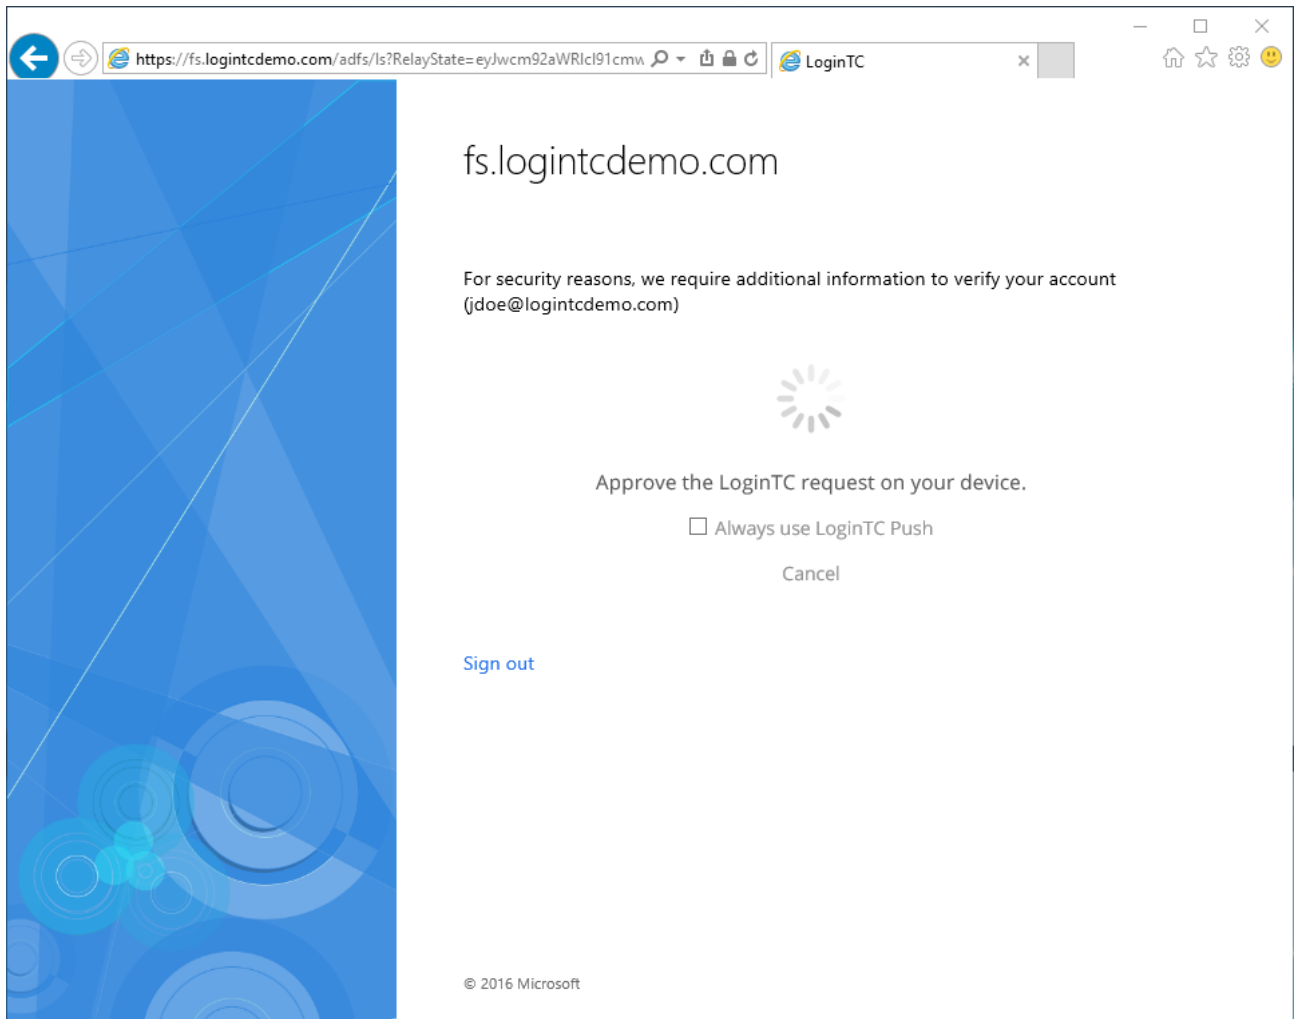 https://fs.logintcdemo.com/adfs/ls?RelayState=
LoginTC
fs.logintcdemo.com
For security reasons, we require additional information to verify your account
(jdoe@logintcdemo.com)
Approve the LoginTC request on your device.
Always use LoginTC Push
Cancel
Sign out
© 2016 Microsoft